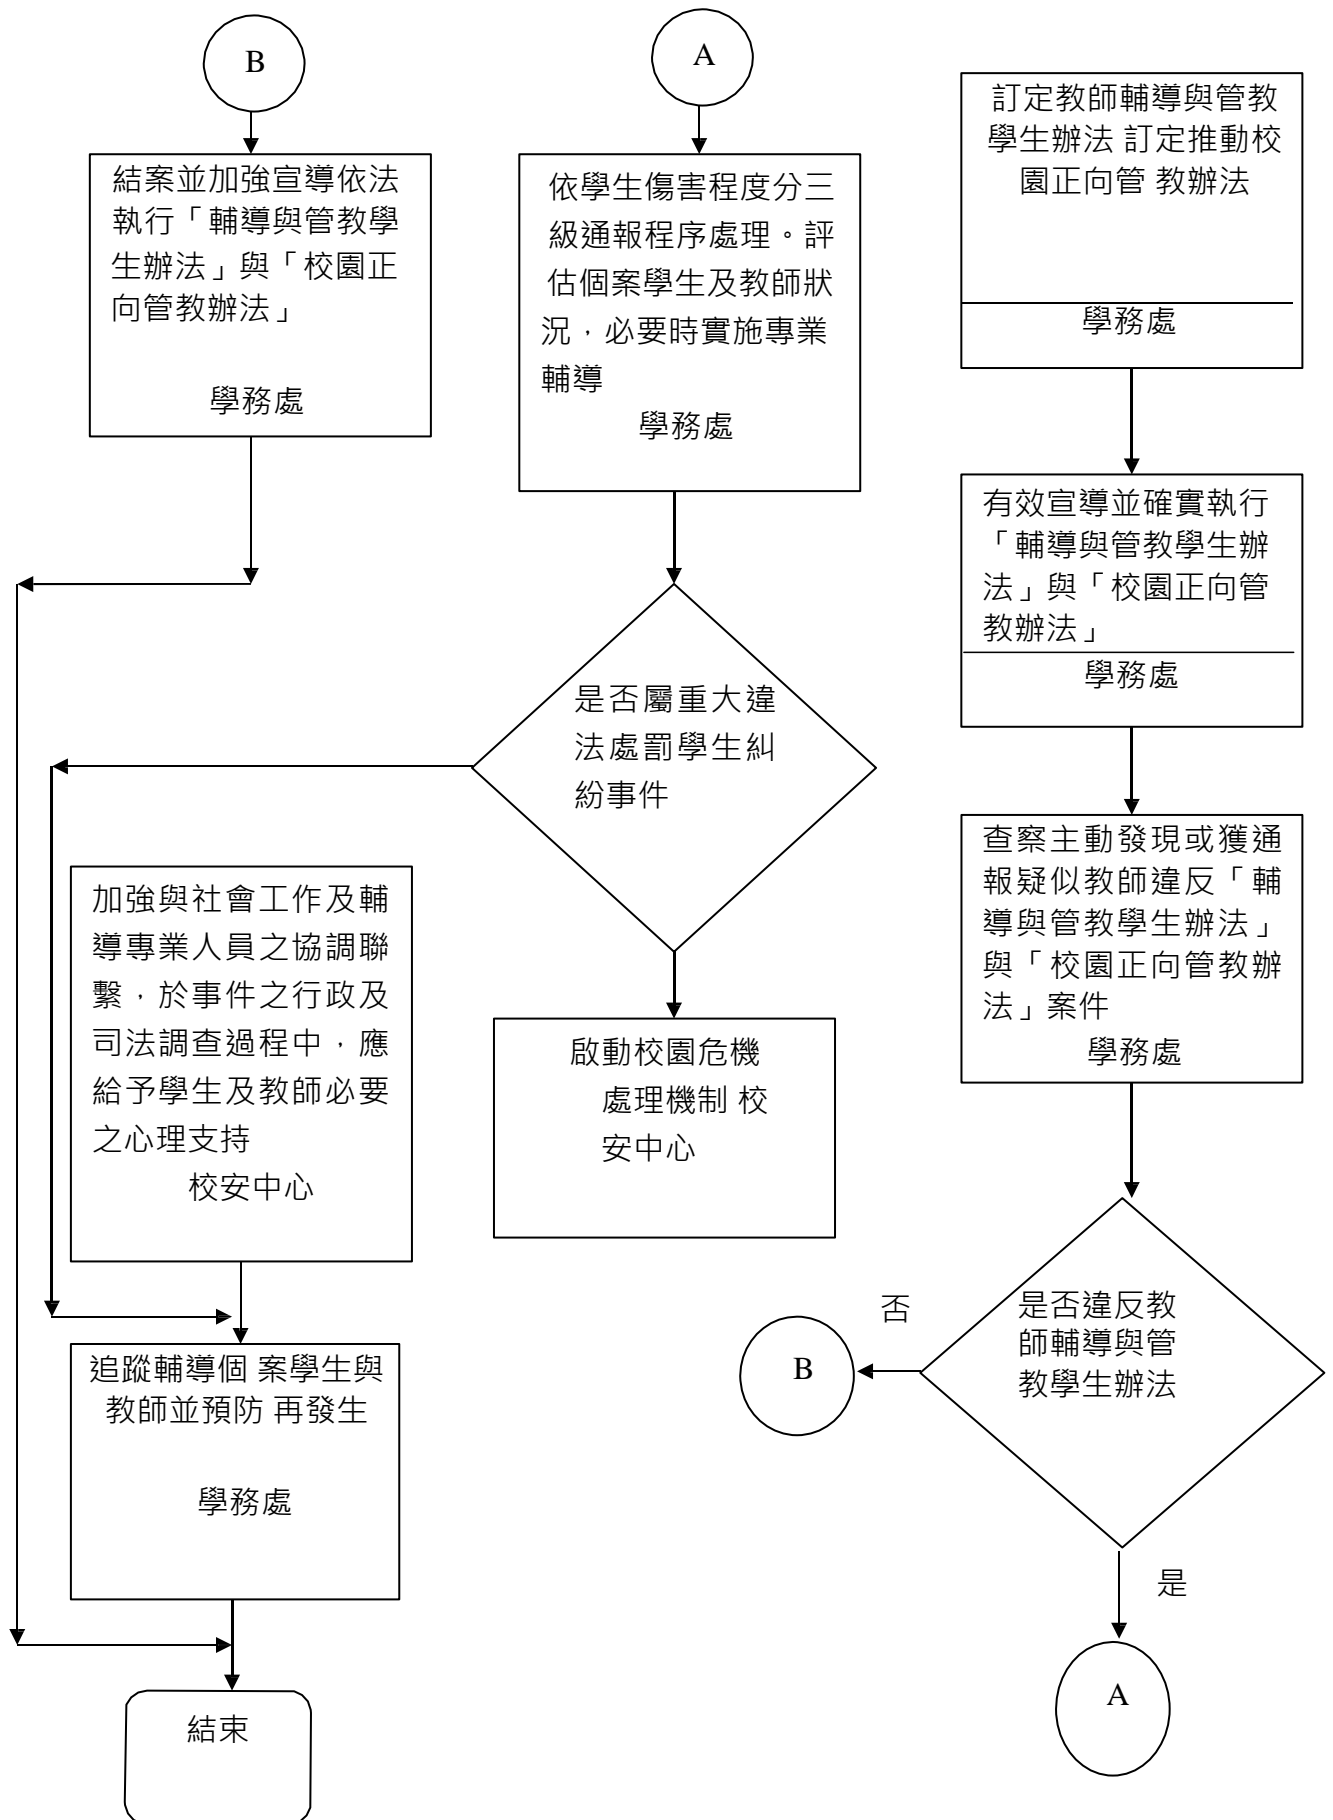 B
結案並加強宣導依法
執行「輔導與管教學
生辦法」與「校園正
向管教辦法」
學務處
A
依學生傷害程度分三
級通報程序處理。評
估個案學生及教師狀
況，必要時實施專業
輔導
學務處
訂定教師輔導與管教
學生辦法 訂定推動校
園正向管 教辦法
學務處
有效宣導並確實執行
「輔導與管教學生辦
法」與「校園正向管
教辦法」
學務處
是否屬重大違
法處罰學生糾
紛事件
查察主動發現或獲通
報疑似教師違反「輔
導與管教學生辦法」
與「校園正向管教辦
法」案件
學務處
加強與社會工作及輔
導專業人員之協調聯
繫，於事件之行政及
司法調查過程中，應
給予學生及教師必要
之心理支持
校安中心
啟動校園危機
處理機制 校
安中心
是否違反教
師輔導與管
教學生辦法
否
B
是
A
追蹤輔導個 案學生與
教師並預防 再發生
學務處
結束